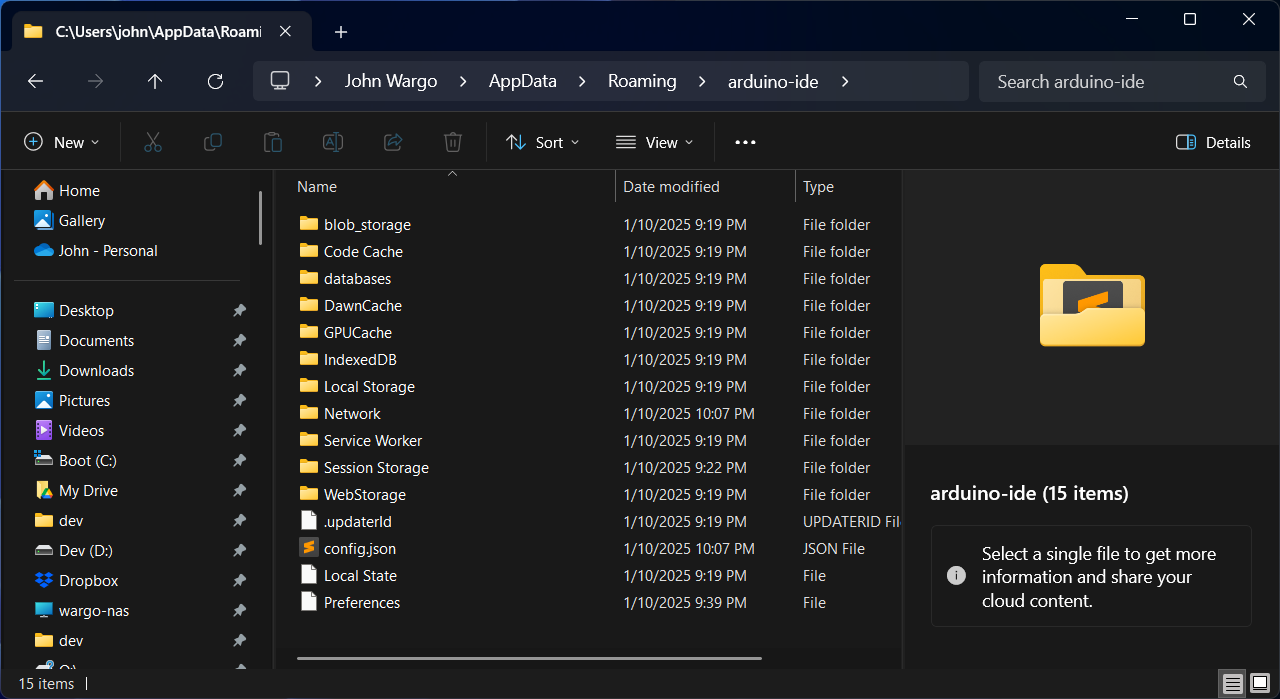 C:\Users\john\AppData\Roami
John Wargo > AppData > Roaming > arduino-ide >
Search arduino-ide
New
Sort
View
Details
Home
Gallery
John - Personal
Desktop
Documents
Downloads
Pictures
Videos
Boot (C:)
My Drive
dev
Dev (D:)
Dropbox
wargo-nas
dev
Name Date modified Type
blob_storage 1/10/2025 9:19 PM File folder
Code Cache 1/10/2025 9:19 PM File folder
databases 1/10/2025 9:19 PM File folder
DawnCache 1/10/2025 9:19 PM File folder
GPUCache 1/10/2025 9:19 PM File folder
IndexedDB 1/10/2025 9:19 PM File folder
Local Storage 1/10/2025 9:19 PM File folder
Network 1/10/2025 10:07 PM File folder
Service Worker 1/10/2025 9:19 PM File folder
Session Storage 1/10/2025 9:22 PM File folder
WebStorage 1/10/2025 9:19 PM File folder
.updaterId 1/10/2025 9:19 PM UPDATERID Fil
config.json 1/10/2025 10:07 PM JSON File
Local State 1/10/2025 9:19 PM File
Preferences 1/10/2025 9:39 PM File
arduino-ide (15 items)
Select a single file to get more
information and share your
cloud content.
15 items